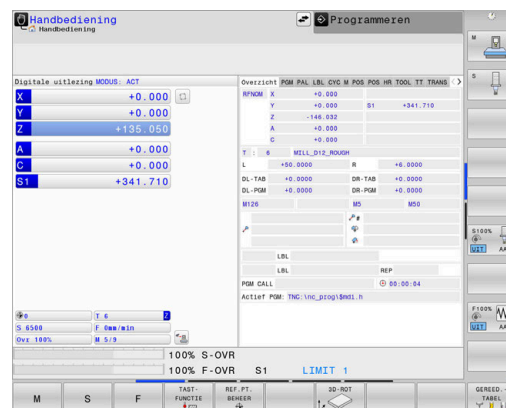 Handbediening
Handbediening
Programmeren
Digitale uitlezing MODUS: ACT
X +0.000
Y +0.000
Z +135.050
A +0.000
C +0.000
S1 +341.710
0 T 6 Z
S 6500 F 0mm/min
Ovr 100% M 5/9
Overzicht PGM PAL LBL CYC M POS POS HR TOOL TT TRANS
RFNOM X +0.000
Y +0.000 S1 +341.710
Z -146.032
A +0.000
C +0.000
T : 6 MILL_D12_ROUGH
L +50.0000 R +6.0000
DL-TAB +0.0000 DR-TAB +0.0000
DL-PGM +0.0000 DR-PGM +0.0000
M126 M5 M50
P#
LBL
LBL REP
PGM CALL 00:00:04
Actief PGM: TNC:\nc_prog\$mdi.h
100% S-OVR
100% F-OVR S1 LIMIT 1
M
S
F
TAST-
FUNCTIE
REF.PT.
BEHEER
3D-ROT
GEREED.-
TABEL
M
S
S100%
UIT AA
F100%
UIT AA